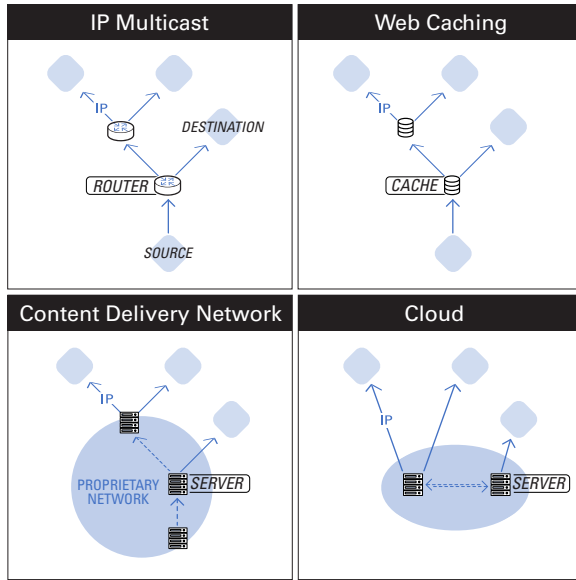 IP Multicast
IP
DESTINATION
ROUTER
SOURCE
Web Caching
IP
CACHE
Content Delivery Network
IP
PROPRIETARY
NETWORK
SERVER
Cloud
IP
SERVER